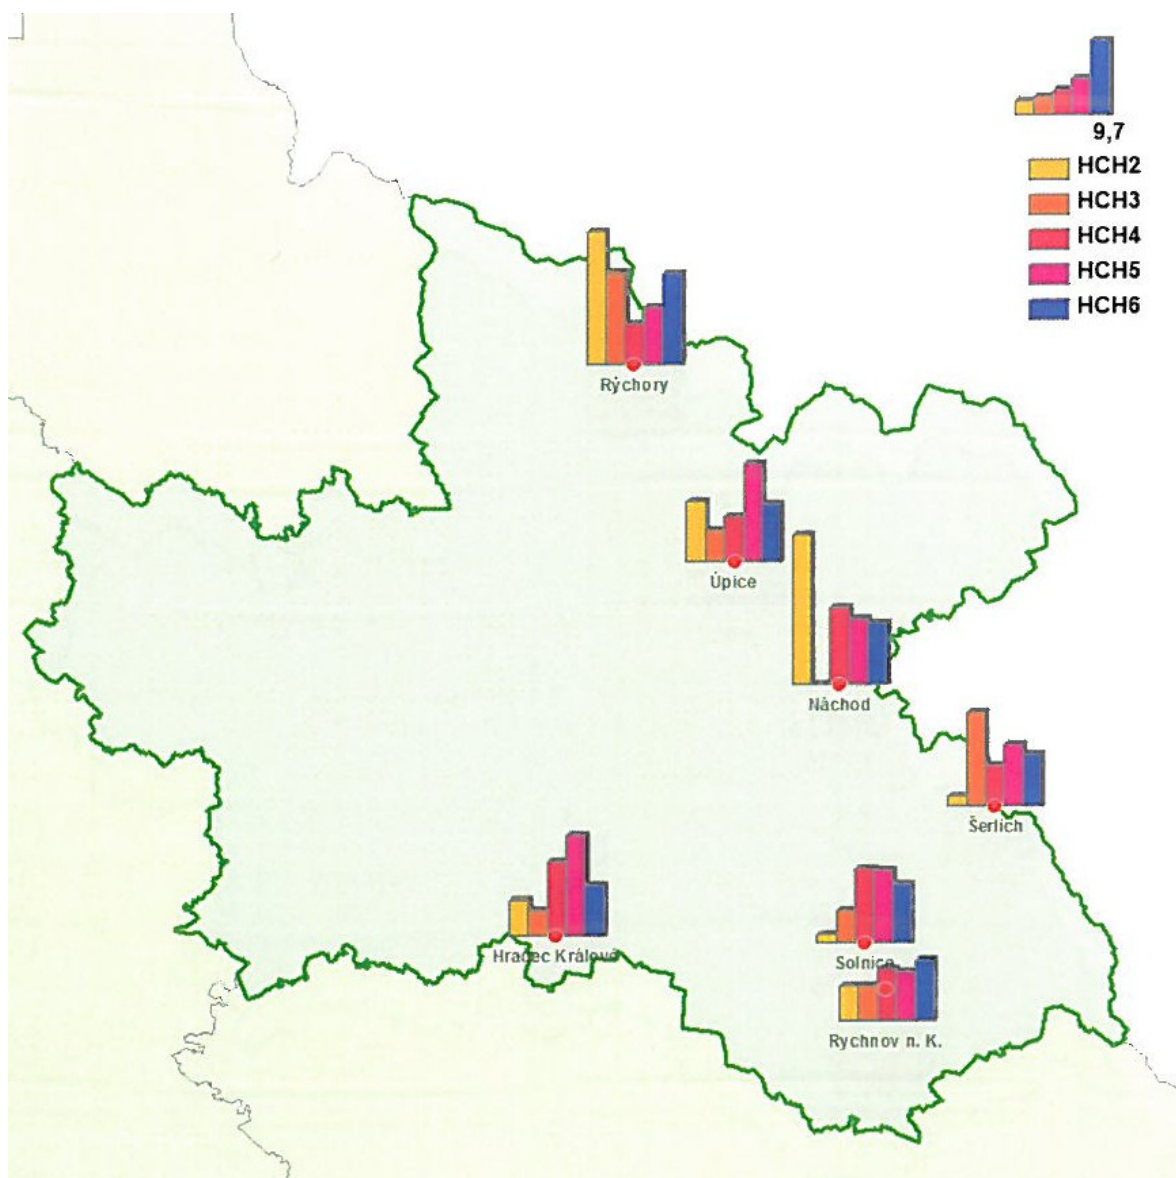 9,7
HCH2
HCH3
HCH4
HCH5
HCH6
Rýchory
Úpice
Náchod
Šerlich
Hradec Králové
Solnice
Rychnov n. K.